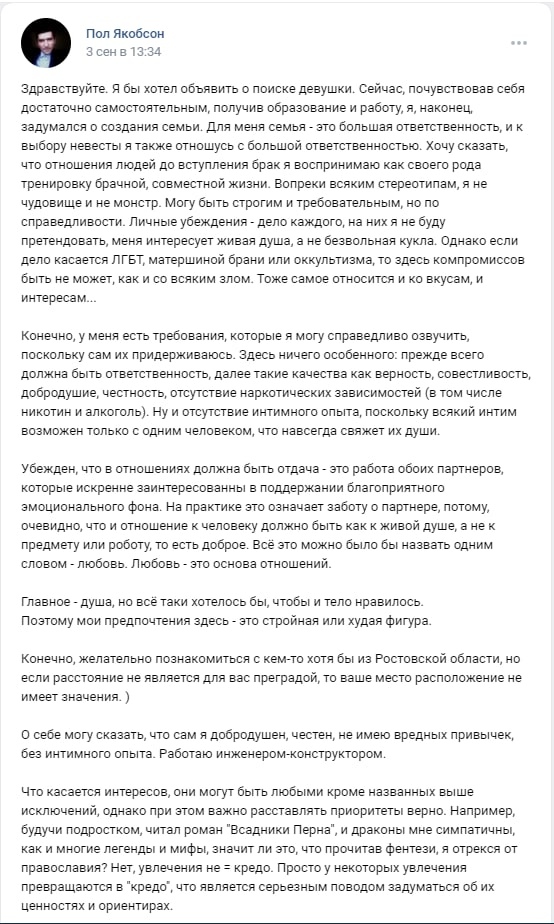 Пол Якобсон
3 сен в 13:34
Здравствуйте. Я бы хотел объявить о поиске девушки. Сейчас, почувствовав себя
достаточно самостоятельным, получив образование и работу, я, наконец,
задумался о создания семьи. Для меня семья - это большая ответственность, и к
выбору невесты я также отношусь с большой ответственностью. Хочу сказать,
что отношения людей до вступления брак я воспринимаю как своего рода
тренировку брачной, совместной жизни. Вопреки всяким стереотипам, я не
чудовище и не монстр. Могу быть строгим и требовательным, но по
справедливости. Личные убеждения - дело каждого, на них я не буду
претендовать, меня интересует живая душа, а не безвольная кукла. Однако если
дело касается ЛГБТ, матершиной брани или оккультизма, то здесь компромиссов
быть не может, как и со всяким злом. Тоже самое относится и ко вкусам, и
интересам...
Конечно, у меня есть требования, которые я могу справедливо озвучить,
поскольку сам их придерживаюсь. Здесь ничего особенного: прежде всего
должна быть ответственность, далее такие качества как верность, совестливость,
добродушие, честность, отсутствие наркотических зависимостей (в том числе
никотин и алкоголь). Ну и отсутствие интимного опыта, поскольку всякий интим
возможен только с одним человеком, что навсегда свяжет их души.
Убежден, что в отношениях должна быть отдача - это работа обоих партнеров,
которые искренне заинтересованны в поддержании благоприятного
эмоционального фона. На практике это означает заботу о партнере, потому,
очевидно, что и отношение к человеку должно быть как к живой душе, а не к
предмету или роботу, то есть доброе. Всё это можно было бы назвать одним
словом - любовь. Любовь - это основа отношений.
Главное - душа, но всё таки хотелось бы, чтобы и тело нравилось.
Поэтому мои предпочтения здесь - это стройная или худая фигура.
Конечно, желательно познакомиться с кем-то хотя бы из Ростовской области, но
если расстояние не является для вас преградой, то ваше место расположение не
имеет значения. )
О себе могу сказать, что сам я добродушен, честен, не имею вредных привычек,
без интимного опыта. Работаю инженером-конструктором.
Что касается интересов, они могут быть любыми кроме названных выше
исключений, однако при этом важно расставлять приоритеты верно. Например,
будучи подростком, читал роман "Всадники Перна", и драконы мне симпатичны,
как и многие легенды и мифы, значит ли это, что прочитав фентези, я отрекся от
православия? Нет, увлечения не = кредо. Просто у некоторых увлечения
превращаются в "кредо", что является серьезным поводом задуматься об их
ценностях и ориентирах.